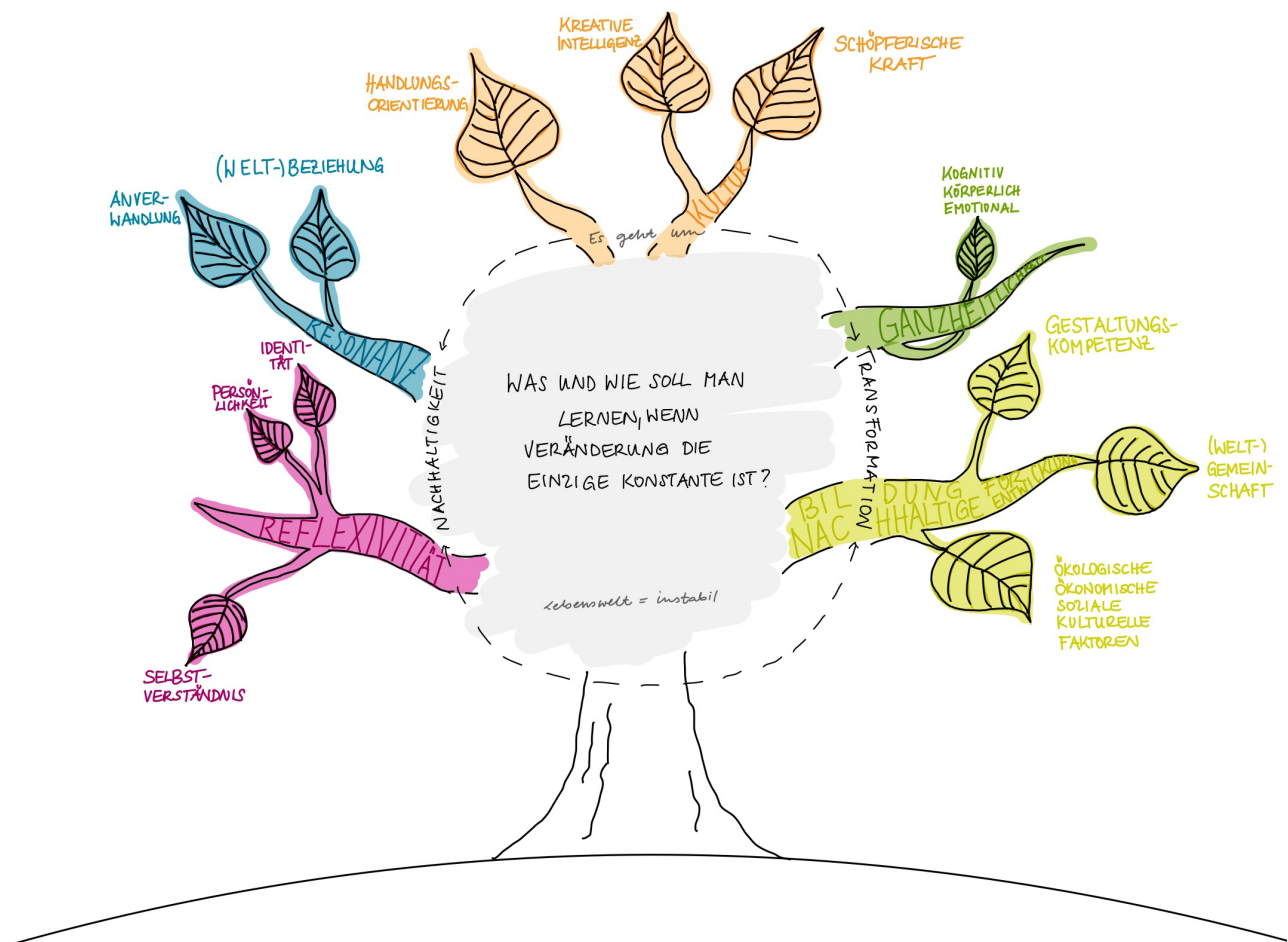 KREATIVE
INTELLIGENZ
SCHÖPFERISCHE
KRAFT
HANDLUNGS-
ORIENTIERUNG
KULTUR
Es geht um
(WELT-)BEZIEHUNG
ANVER-
WANDLUNG
RESONANZ
KOGNITIV
KÖRPERLICH
EMOTIONAL
GANZHEITLICHKEIT
IDENTI-
TÄT
PERSÖN-
LICHKEIT
REFLEXIVITÄT
SELBST-
VERSTÄNDNIS
NACHHALTIGKEIT
WAS UND WIE SOLL MAN
LERNEN, WENN
VERÄNDERUNG DIE
EINZIGE KONSTANTE IST?
Lebenswelt = instabil
TRANSFORMATION
GESTALTUNGS-
KOMPETENZ
BILDUNG FÜR
NACHHALTIGE ENTWICKLUNG
(WELT-)
GEMEIN-
SCHAFT
ÖKOLOGISCHE
ÖKONOMISCHE
SOZIALE
KULTURELLE
FAKTOREN